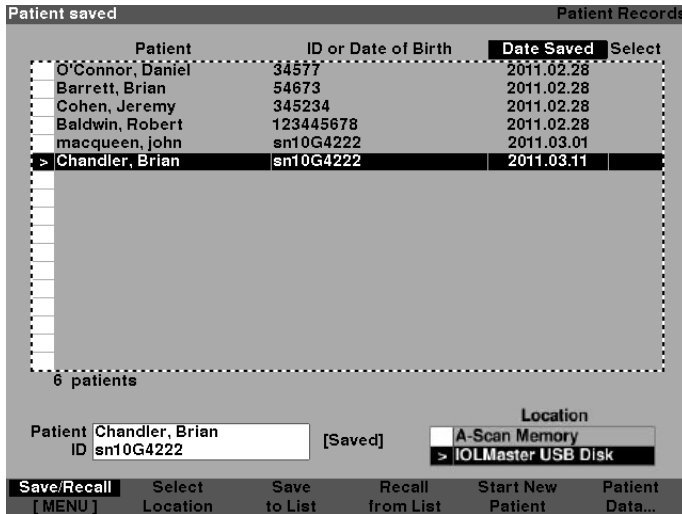 Patient saved Patient Records
Patient ID or Date of Birth Date Saved Select
O'Connor, Daniel 34577 2011.02.28
Barrett, Brian 54673 2011.02.28
Cohen, Jeremy 345234 2011.02.28
Baldwin, Robert 123445678 2011.02.28
macqueen, john sn10G4222 2011.03.01
> Chandler, Brian sn10G4222 2011.03.11
6 patients
Location
Patient Chandler, Brian [Saved] A-Scan Memory
ID sn10G4222 > IOLMaster USB Disk
Save/Recall Select Save Recall Start New Patient
[MENU] Location to List from List Patient Data...